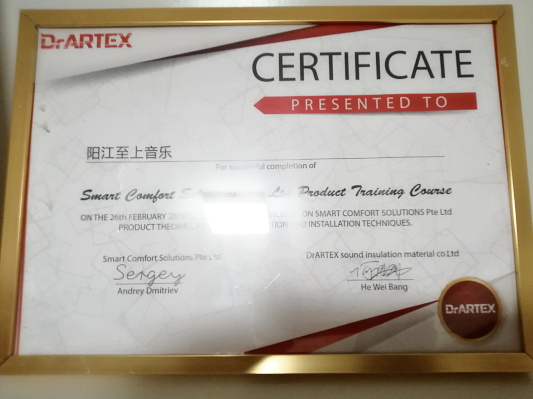 DrARTEX
CERTIFICATE
PRESENTED TO
阳江至上音乐
For successful completion of
Smart Comfort Product Training Course
ON THE 26th FEBRUARY ON SMART COMFORT SOLUTIONS Pte Ltd
PRODUCT INSTALLATION TECHNIQUES.
Smart Comfort Solutions Pte Ltd
DrARTEX sound insulation material co.Ltd
Sergey
Andrey Dmitriev
He Wei Bang
DrARTEX